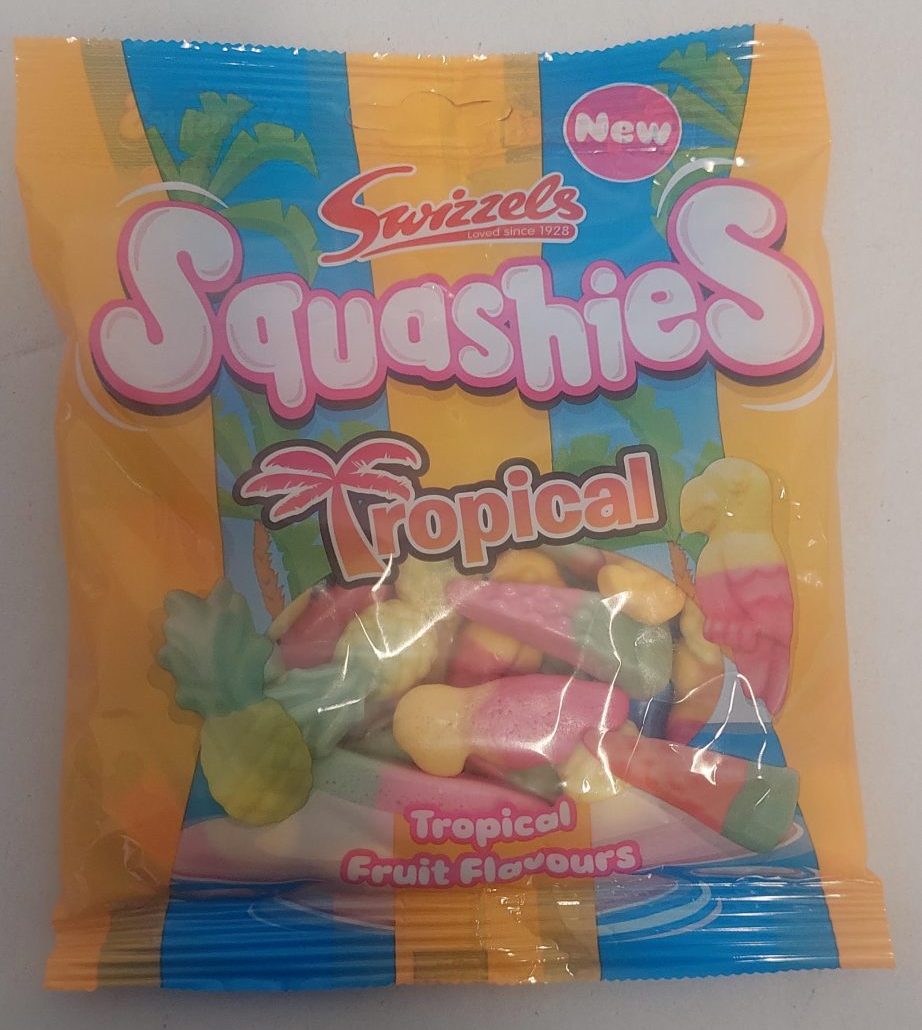 New
Swizzels
Loved since 1928
Squashies
Tropical
Tropical
Fruit Flavours